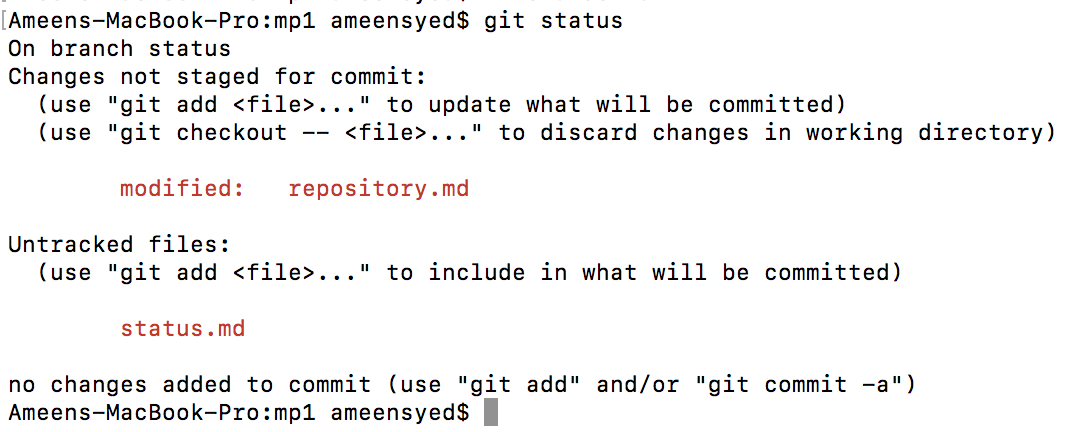 [Ameens-MacBook-Pro:mp1 ameensyed$ git status
On branch status
Changes not staged for commit:
  (use "git add <file>..." to update what will be committed)
  (use "git checkout -- <file>..." to discard changes in working directory)
modified:   repository.md
Untracked files:
  (use "git add <file>..." to include in what will be committed)
status.md
no changes added to commit (use "git add" and/or "git commit -a")
Ameens-MacBook-Pro:mp1 ameensyed$